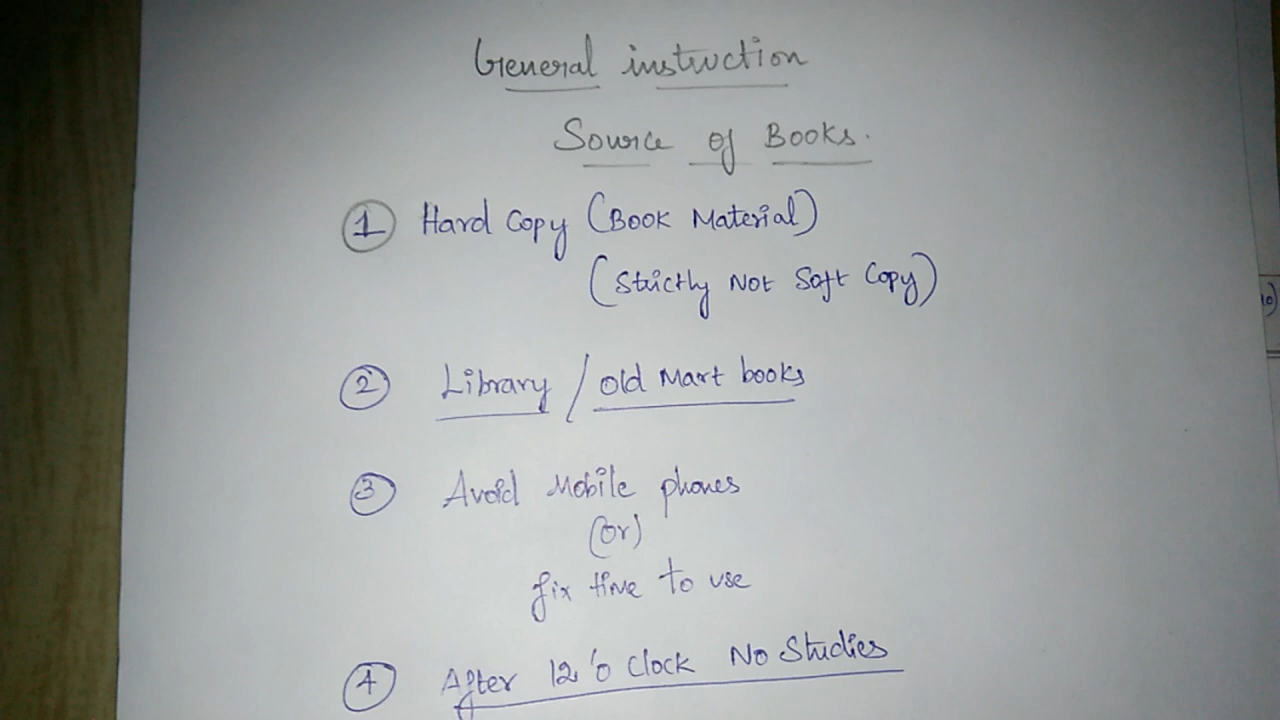 General instruction
Source of Books.
1 Hard Copy (Book Material)
(Strictly Not Soft Copy)
2 Library / old Mart books
3 Avoid Mobile phones
(or)
fix time to use
4 After 12 'o Clock No Studies